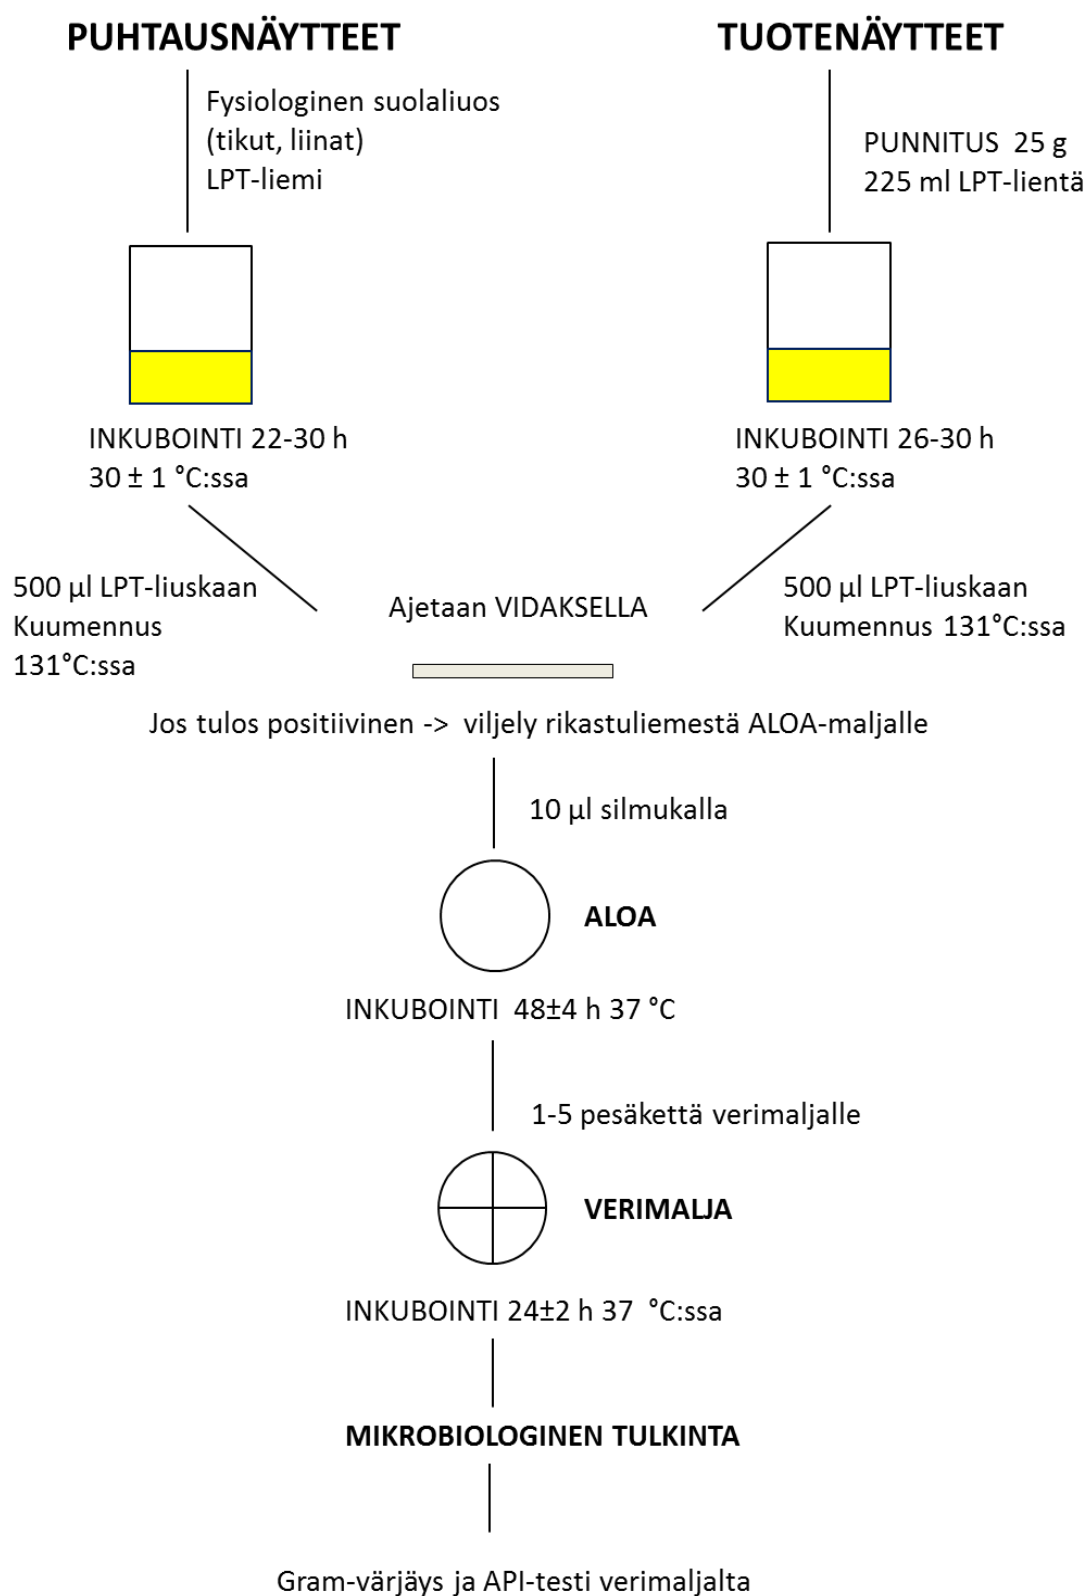 PUHTAUSNÄYTTEET
TUOTENÄYTTEET
Fysiologinen suolaliuos
(tikut, liinat)
LPT-liemi
PUNNITUS 25 g
225 ml LPT-lientä
INKUBOINTI 22-30 h
30 ± 1 °C:ssa
INKUBOINTI 26-30 h
30 ± 1 °C:ssa
500 µl LPT-liuskaan
Kuumennus
131°C:ssa
Ajetaan VIDAKSELLA
500 µl LPT-liuskaan
Kuumennus 131°C:ssa
Jos tulos positiivinen -> viljely rikastuliemestä ALOA-maljalle
10 µl silmukalla
ALOA
INKUBOINTI 48±4 h 37 °C
1-5 pesäkettä verimaljalle
VERIMALJA
INKUBOINTI 24±2 h 37 °C:ssa
MIKROBIOLOGINEN TULKINTA
Gram-värjäys ja API-testi verimaljalta